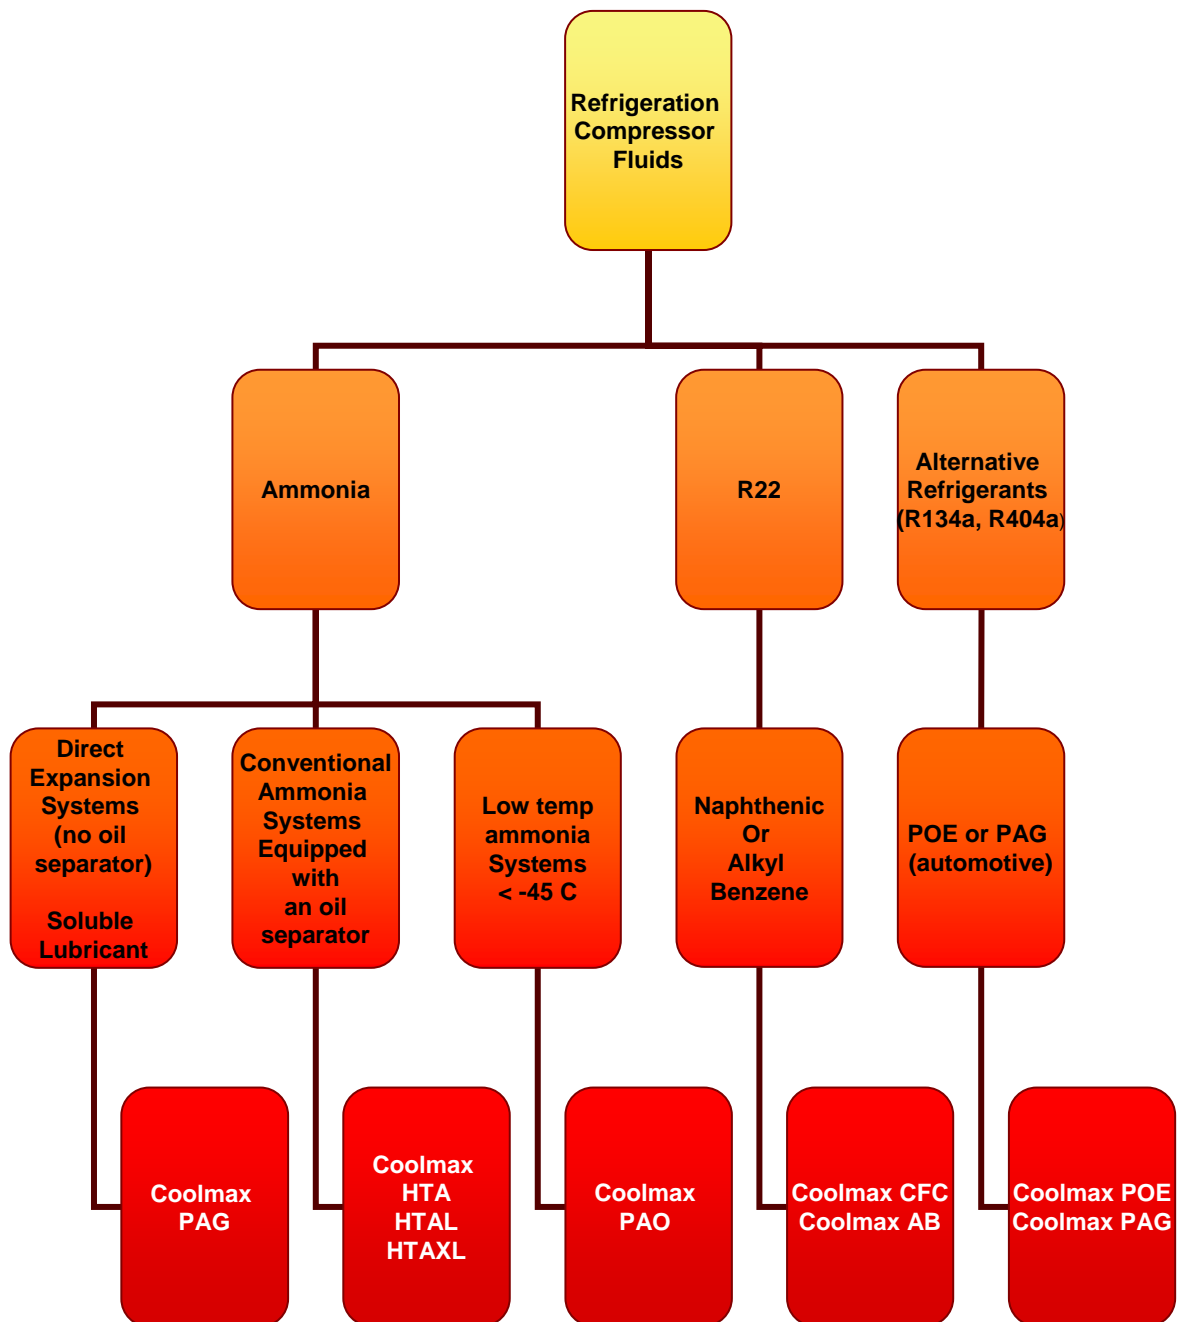 Refrigeration
Compressor
Fluids
Ammonia
R22
Alternative
Refrigerants
(R134a, R404a)
Direct
Expansion
Systems
(no oil
separator)
Soluble
Lubricant
Conventional
Ammonia
Systems
Equipped
with
an oil
separator
Low temp
ammonia
Systems
< -45 C
Naphthenic
Or
Alkyl
Benzene
POE or PAG
(automotive)
Coolmax
PAG
Coolmax
HTA
HTAL
HTAXL
Coolmax
PAO
Coolmax CFC
Coolmax AB
Coolmax POE
Coolmax PAG